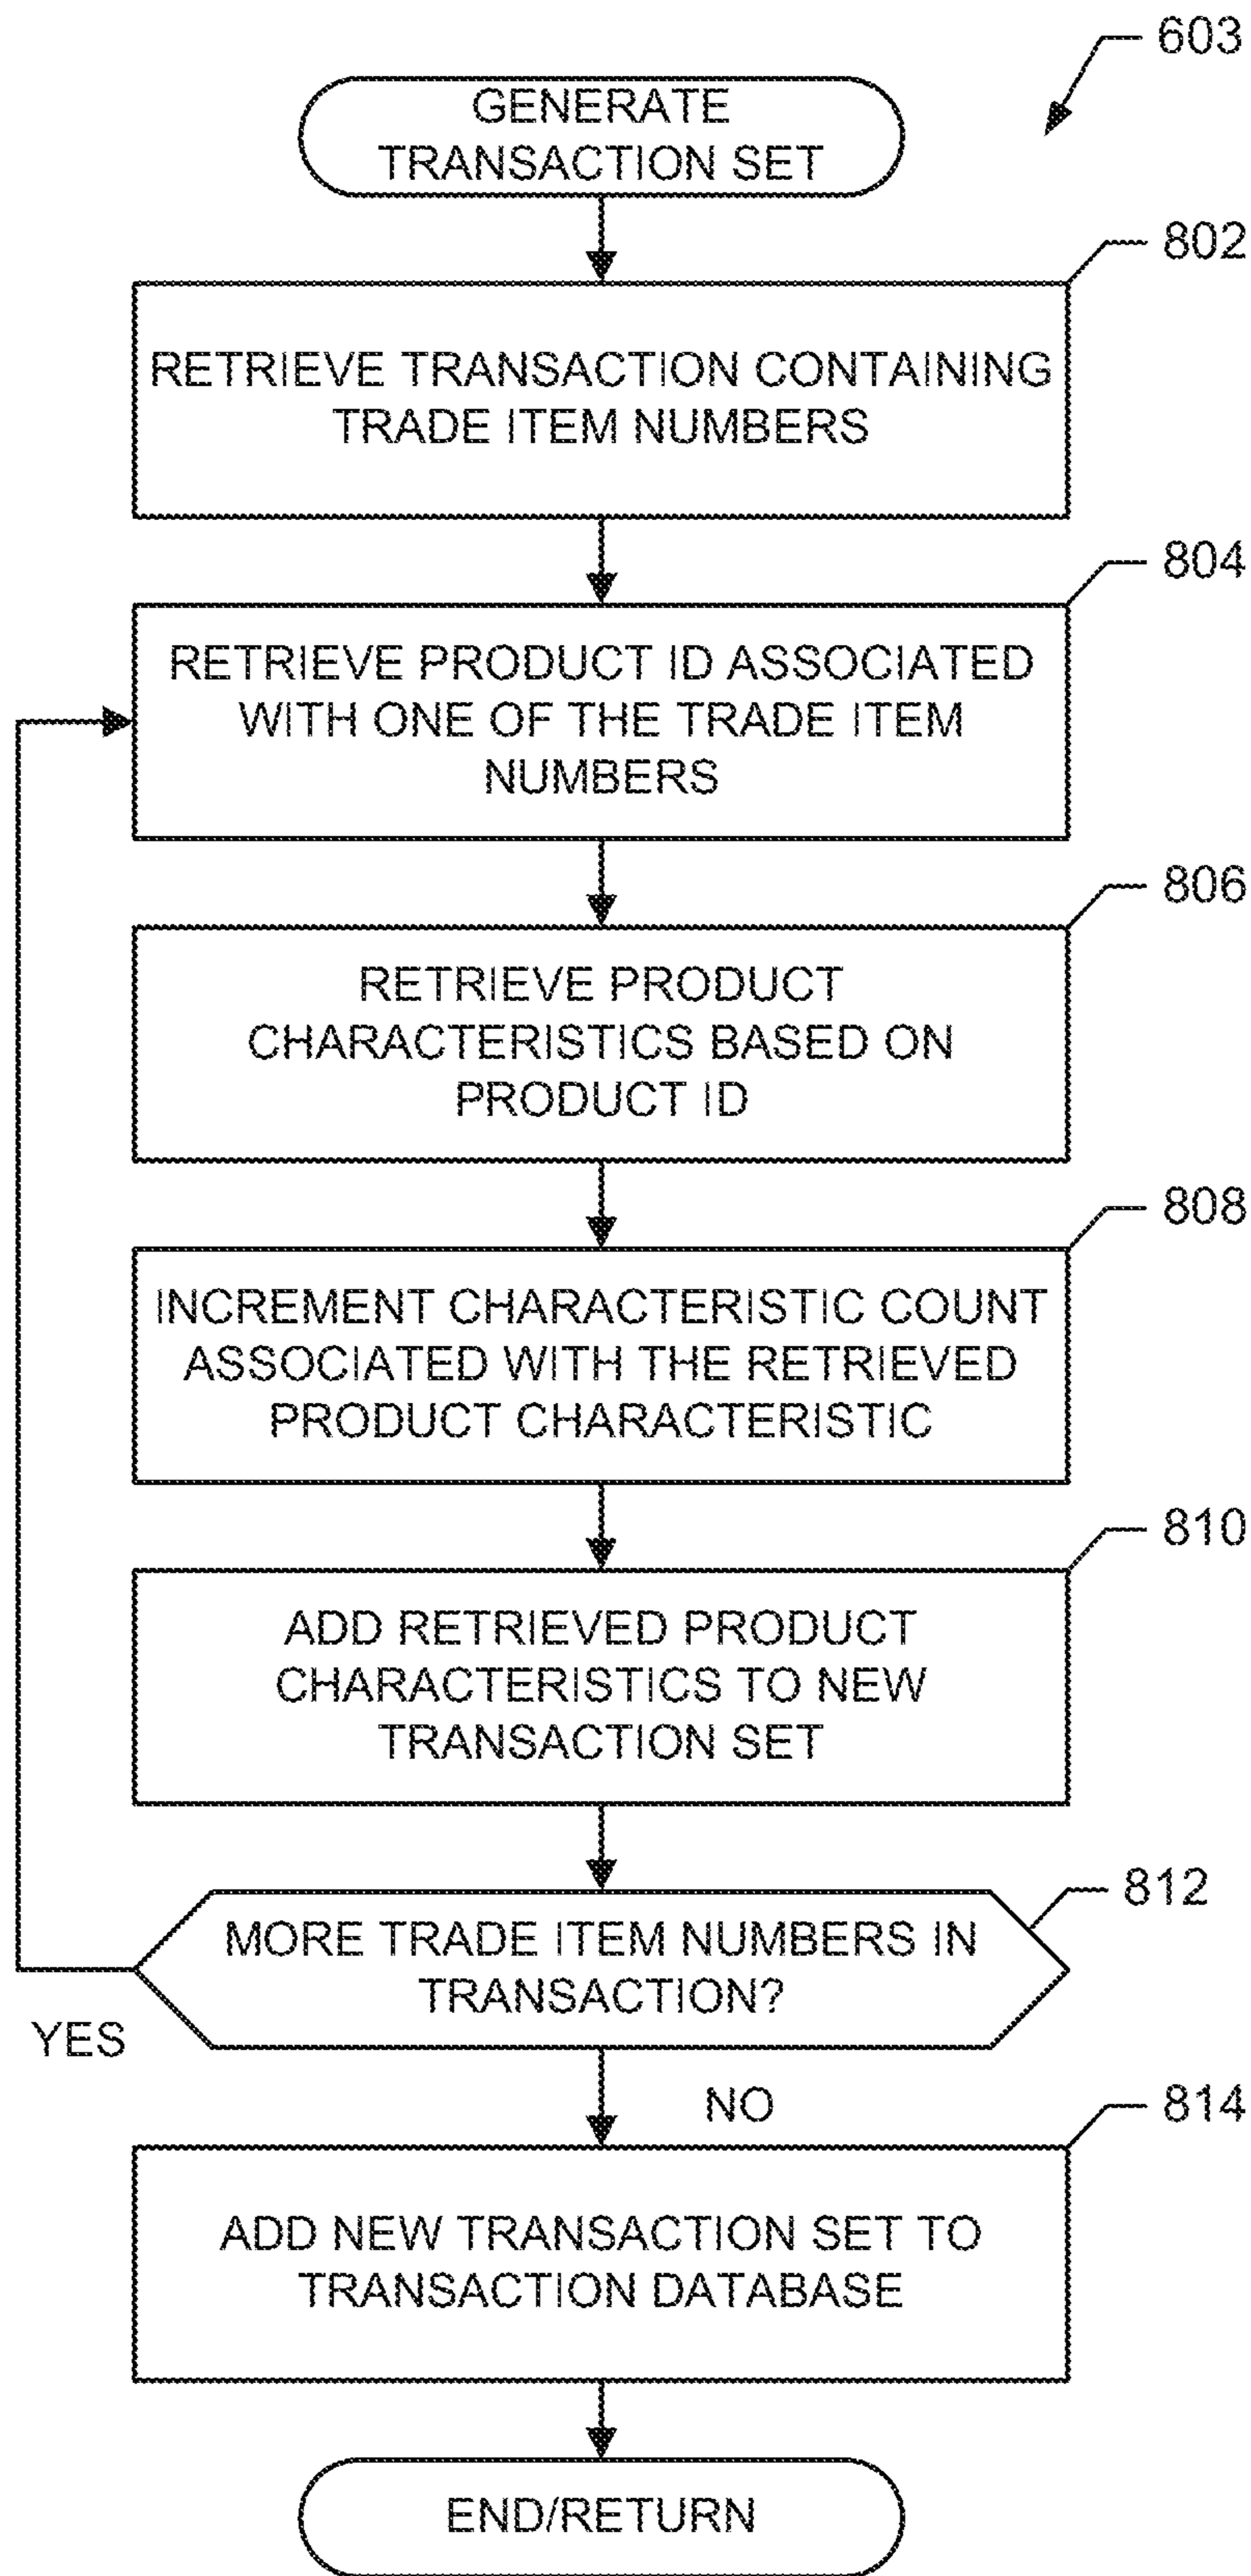 603
GENERATE
TRANSACTION SET
802
RETRIEVE TRANSACTION CONTAINING
TRADE ITEM NUMBERS
804
RETRIEVE PRODUCT ID ASSOCIATED
WITH ONE OF THE TRADE ITEM
NUMBERS
806
RETRIEVE PRODUCT
CHARACTERISTICS BASED ON
PRODUCT ID
808
INCREMENT CHARACTERISTIC COUNT
ASSOCIATED WITH THE RETRIEVED
PRODUCT CHARACTERISTIC
810
ADD RETRIEVED PRODUCT
CHARACTERISTICS TO NEW
TRANSACTION SET
812
MORE TRADE ITEM NUMBERS IN
TRANSACTION?
YES
NO
814
ADD NEW TRANSACTION SET TO
TRANSACTION DATABASE
END/RETURN